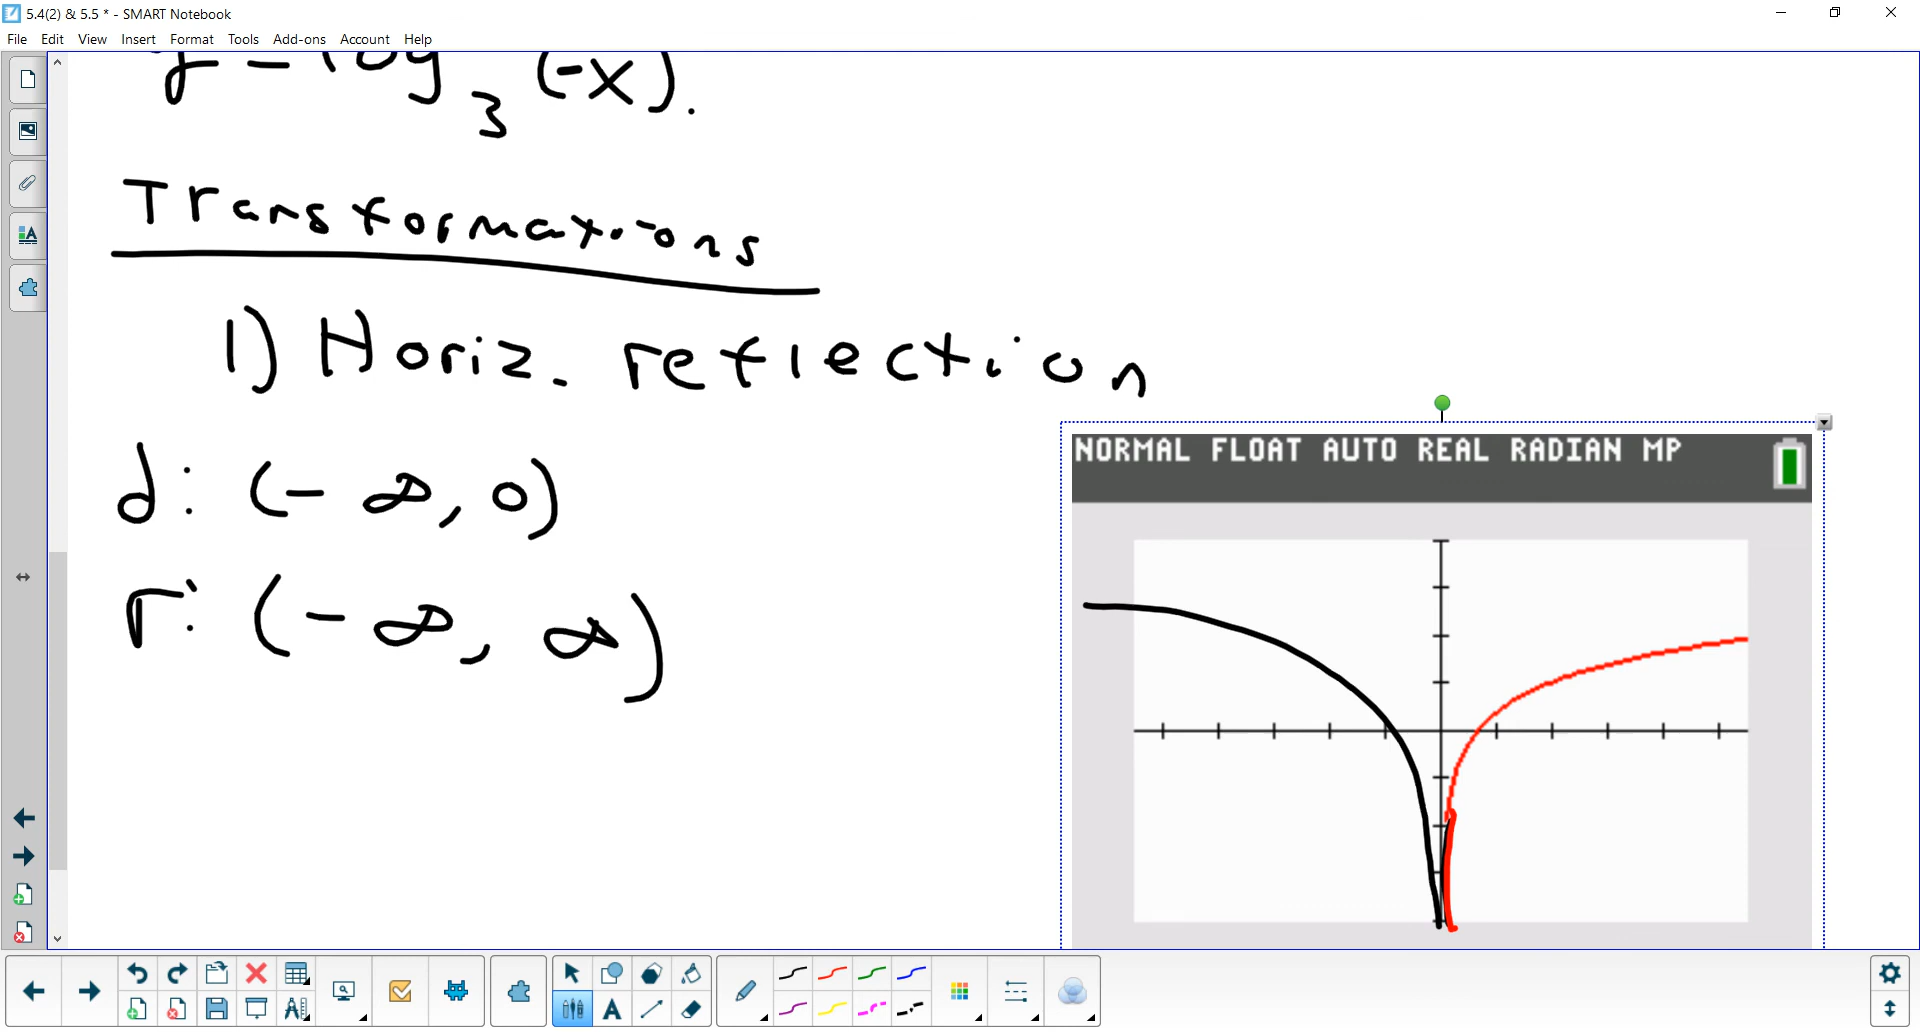 5.4(2) & 5.5 * - SMART Notebook
File Edit View Insert Format Tools Add-ons Account Help
y = log₃ (-x).
Transformations
1) Horiz. reflection
d: (-∞, 0)
r: (-∞, ∞)
NORMAL FLOAT AUTO REAL RADIAN MP